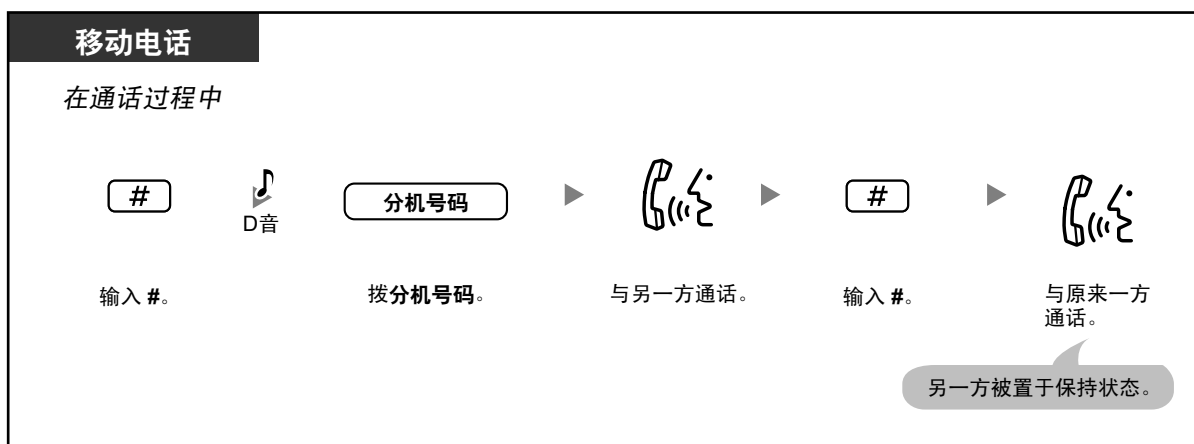 移动电话
在通话过程中
#
D音
分机号码
#
输入 #。
拨分机号码。
与另一方通话。
输入 #。
与原来一方
通话。
另一方被置于保持状态。